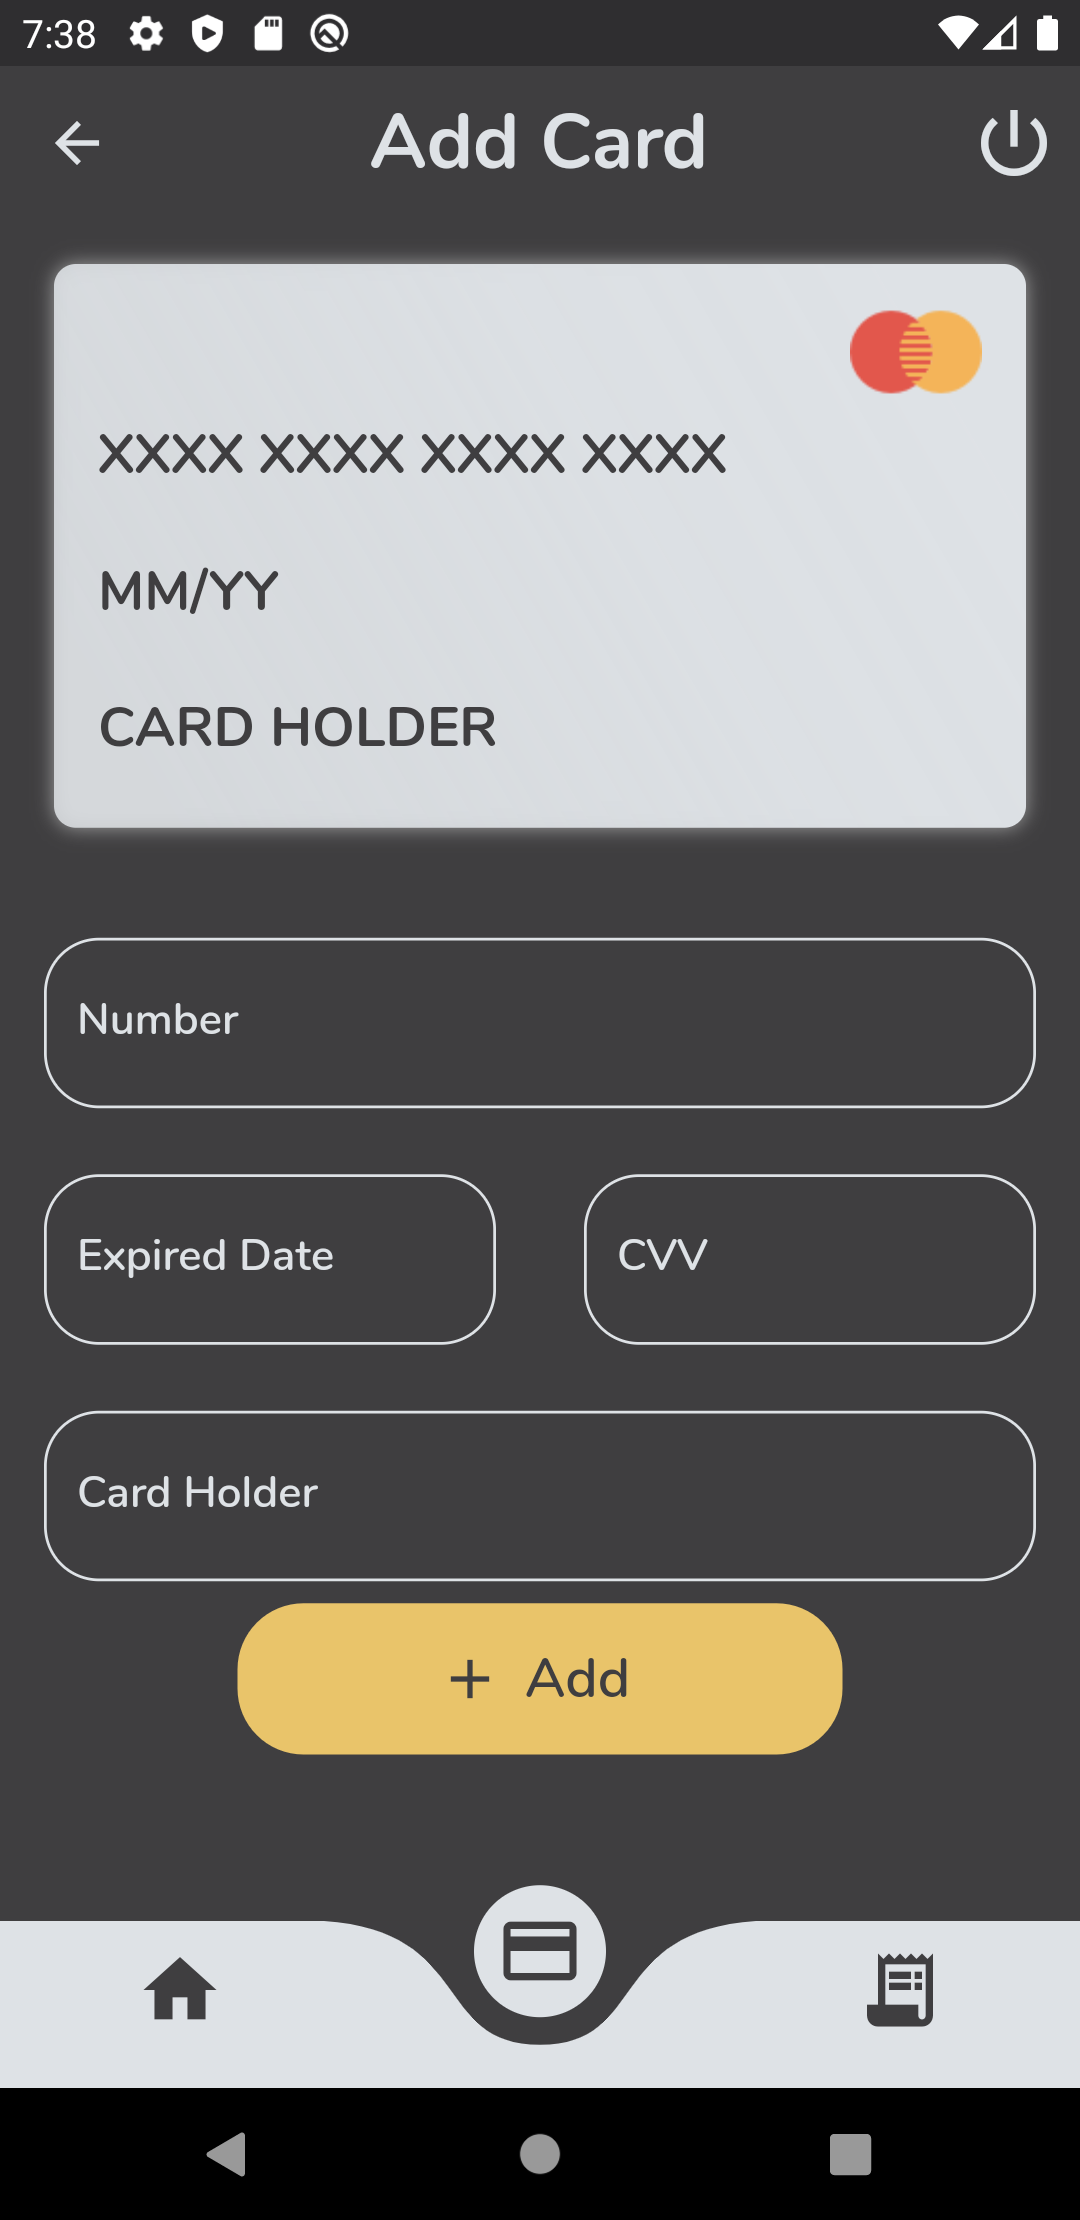 7:38
Add Card
XXXX XXXX XXXX XXXX
MM/YY
CARD HOLDER
Number
Expired Date
CVV
Card Holder
+ Add